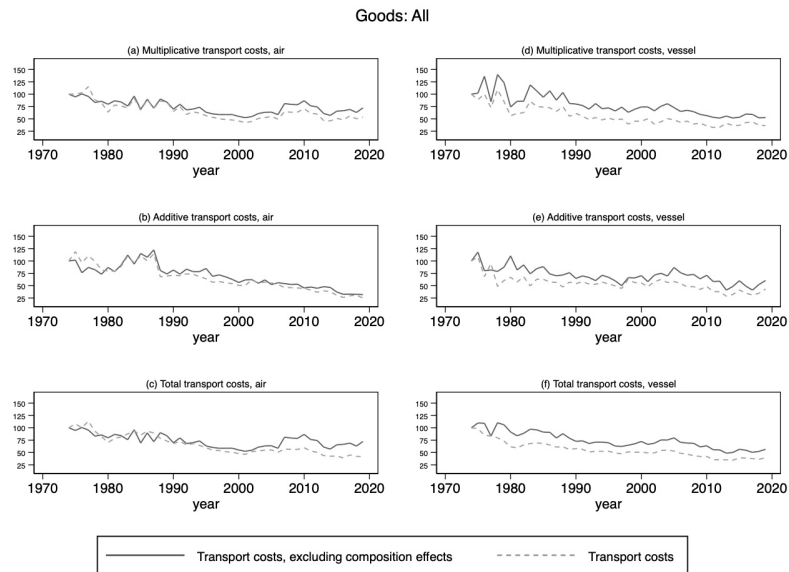 Goods: All
(a) Multiplicative transport costs, air
150
125
100
75
50
25
1970 1980 1990 2000 2010 2020
year
(d) Multiplicative transport costs, vessel
150
125
100
75
50
25
1970 1980 1990 2000 2010 2020
year
(b) Additive transport costs, air
150
125
100
75
50
25
1970 1980 1990 2000 2010 2020
year
(e) Additive transport costs, vessel
150
125
100
75
50
25
1970 1980 1990 2000 2010 2020
year
(c) Total transport costs, air
150
125
100
75
50
25
1970 1980 1990 2000 2010 2020
year
(f) Total transport costs, vessel
150
125
100
75
50
25
1970 1980 1990 2000 2010 2020
year
Transport costs, excluding composition effects
Transport costs